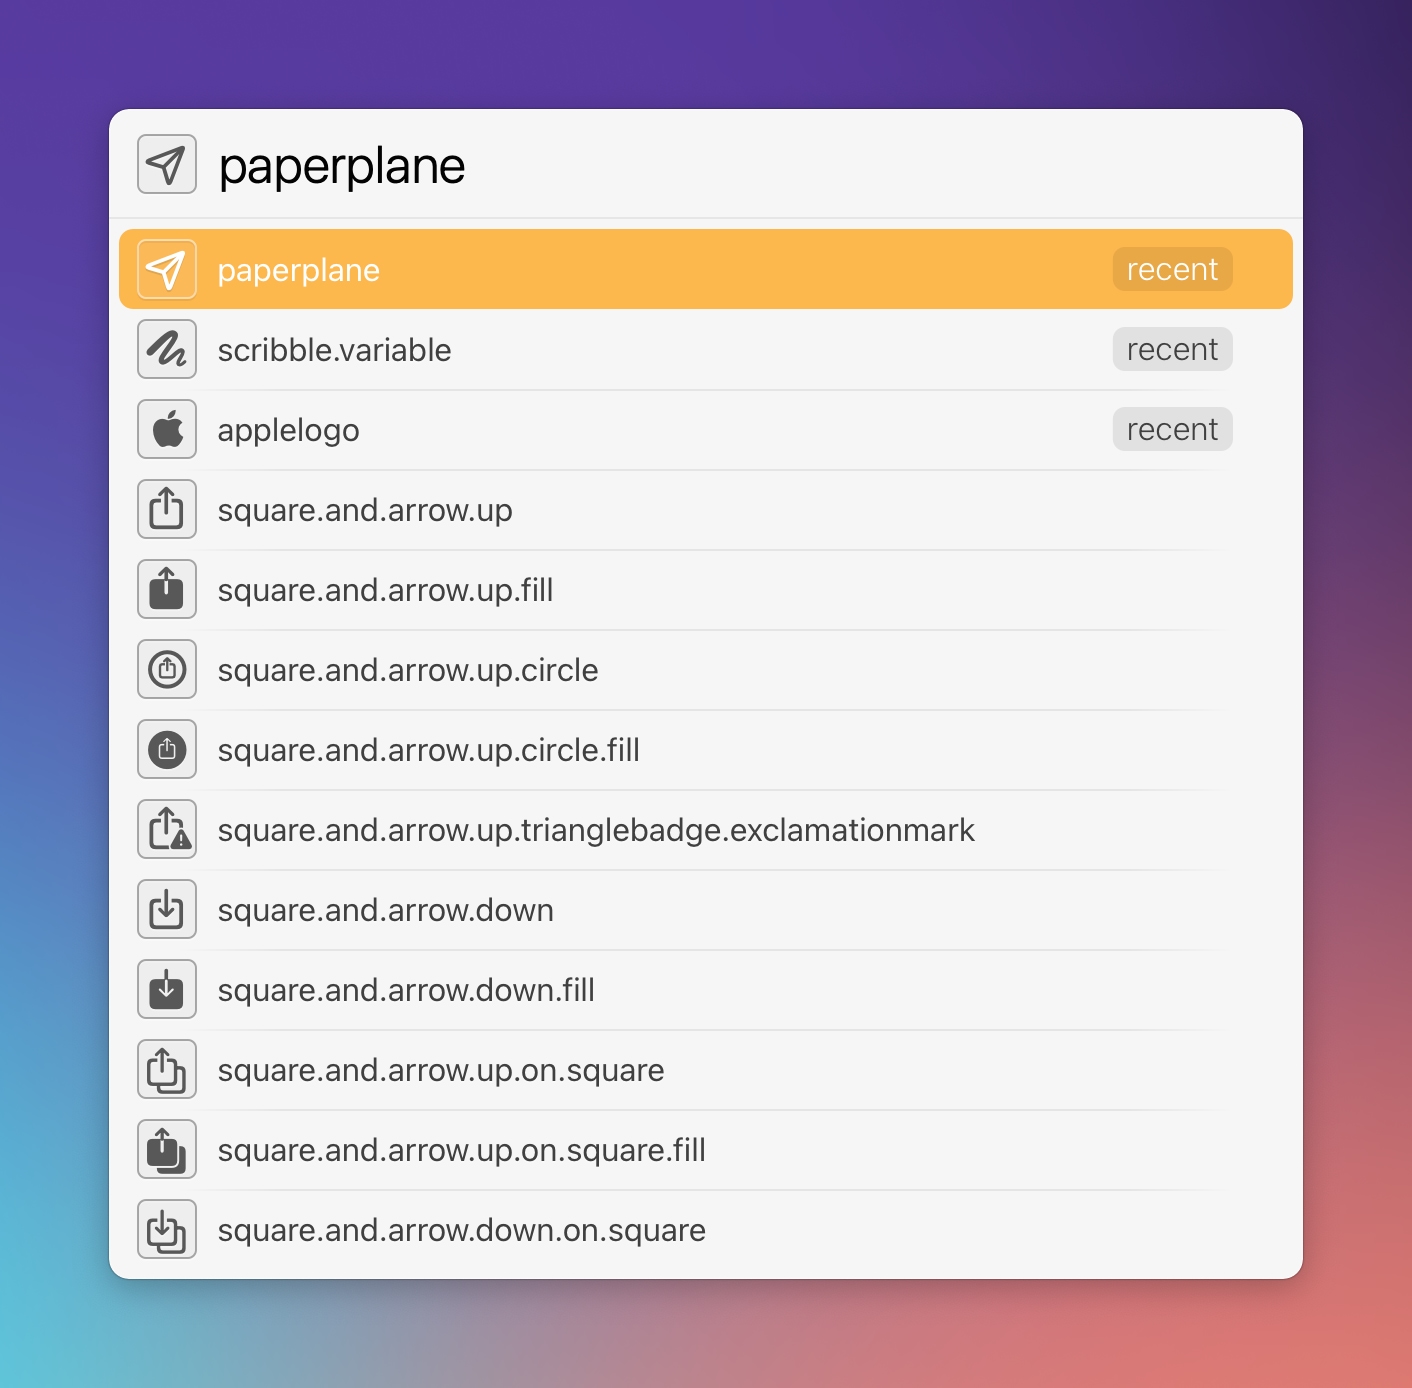 paperplane
paperplane recent
scribble.variable recent
applelogo recent
square.and.arrow.up
square.and.arrow.up.fill
square.and.arrow.up.circle
square.and.arrow.up.circle.fill
square.and.arrow.up.trianglebadge.exclamationmark
square.and.arrow.down
square.and.arrow.down.fill
square.and.arrow.up.on.square
square.and.arrow.up.on.square.fill
square.and.arrow.down.on.square